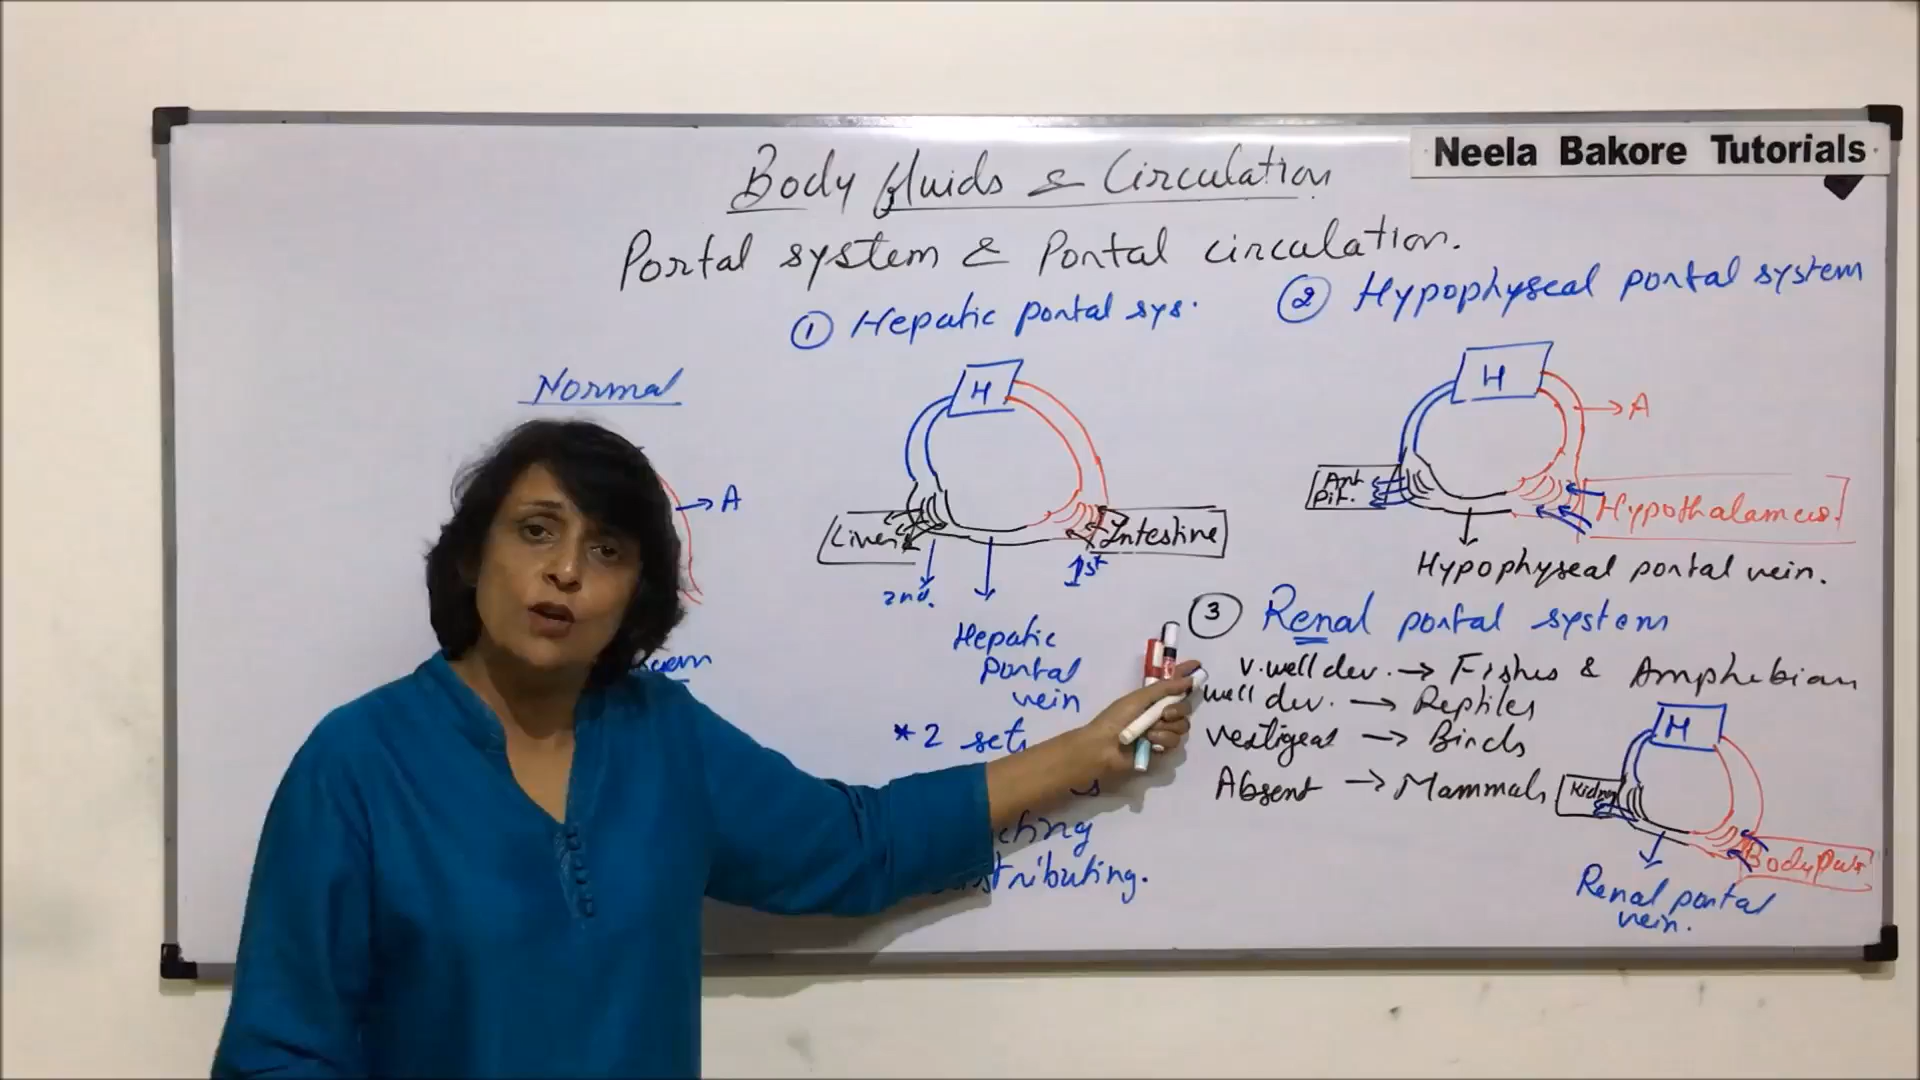 Neela Bakore Tutorials
Body fluids & Circulation
Portal system & Portal circulation.
Normal
A
① Hepatic portal sys.
H
Liver
Intestine
2nd.
1st
Hepatic
Portal
vein
*2 sets
distributing.
② Hypophyseal portal system
H
A
Ant
Pit.
Hypothalamus.
Hypophyseal portal vein.
③ Renal portal system
v.well dev. → Fishes & Amphibian
well dev. → Reptiles
vestigeal → Birds
Absent → Mammals
H
Kidney
Body Part
Renal portal
vein.